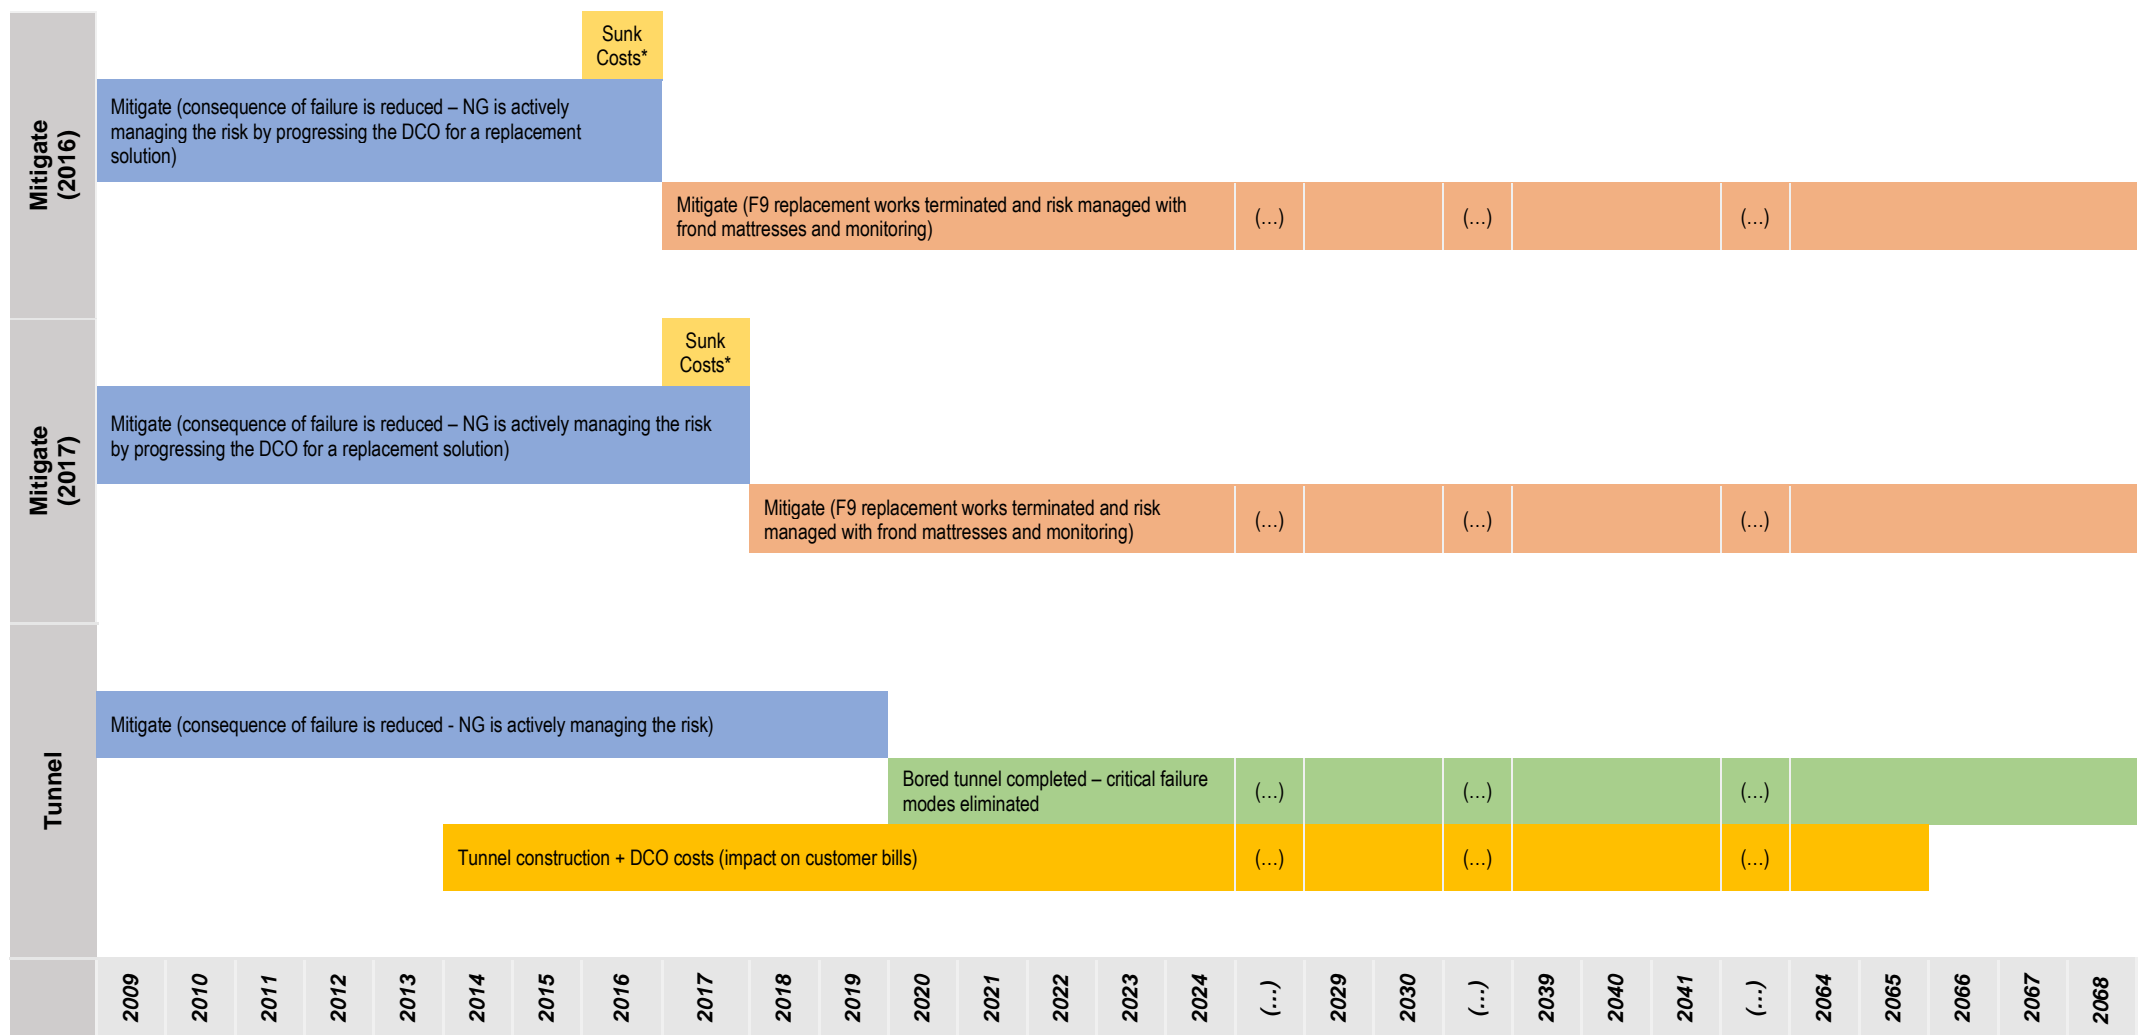 Mitigate
(2016)
Sunk
Costs*
Mitigate (consequence of failure is reduced – NG is actively
managing the risk by progressing the DCO for a replacement
solution)
Mitigate (F9 replacement works terminated and risk managed with
frond mattresses and monitoring)
(…)
(…)
(…)
Mitigate
(2017)
Sunk
Costs*
Mitigate (consequence of failure is reduced – NG is actively managing the risk
by progressing the DCO for a replacement solution)
Mitigate (F9 replacement works terminated and risk
managed with frond mattresses and monitoring)
(…)
(…)
(…)
Tunnel
Mitigate (consequence of failure is reduced - NG is actively managing the risk)
Bored tunnel completed – critical failure
modes eliminated
(…)
(…)
(…)
Tunnel construction + DCO costs (impact on customer bills)
(…)
(…)
(…)
2009
2010
2011
2012
2013
2014
2015
2016
2017
2018
2019
2020
2021
2022
2023
2024
(…)
2029
2030
(…)
2039
2040
2041
(…)
2064
2065
2066
2067
2068